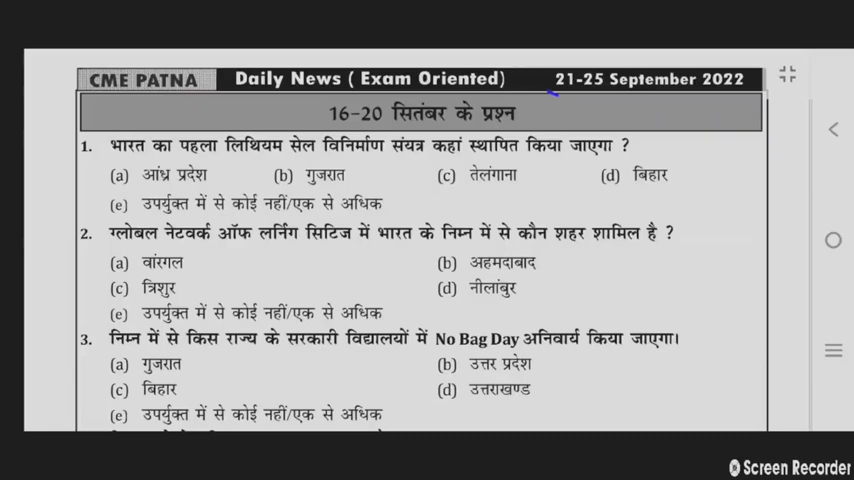 CME PATNA Daily News ( Exam Oriented) 21-25 September 2022
16-20 सितंबर के प्रश्न
1. भारत का पहला लिथियम सेल विनिर्माण संयत्र कहां स्थापित किया जाएगा ?
(a) आंध्र प्रदेश (b) गुजरात (c) तेलंगाना (d) बिहार
(e) उपर्युक्त में से कोई नहीं/एक से अधिक
2. ग्लोबल नेटवर्क ऑफ लर्निंग सिटिज में भारत के निम्न में से कौन शहर शामिल है ?
(a) वांरगल (b) अहमदाबाद
(c) त्रिशुर (d) नीलांबुर
(e) उपर्युक्त में से कोई नहीं/एक से अधिक
3. निम्न में से किस राज्य के सरकारी विद्यालयों में No Bag Day अनिवार्य किया जाएगा।
(a) गुजरात (b) उत्तर प्रदेश
(c) बिहार (d) उत्तराखण्ड
(e) उपर्युक्त में से कोई नहीं/एक से अधिक
Screen Recorder